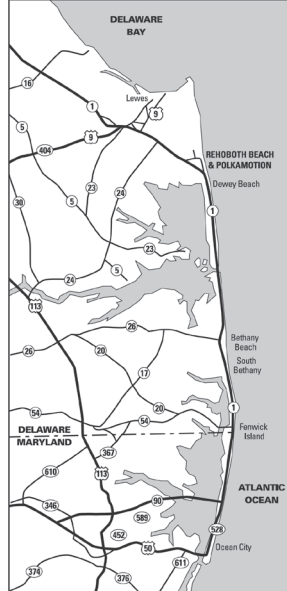 DELAWARE
BAY
16
1
Lewes
9
5
9
404
REHOBOTH BEACH
& POLKAMOTION
Dewey Beach
23
24
30
5
1
23
5
24
113
26
Bethany
Beach
26
20
South
Bethany
17
20
1
54
54
Fenwick
Island
DELAWARE
MARYLAND
367
610
113
ATLANTIC
OCEAN
90
346
589
528
452
50
Ocean City
611
374
376